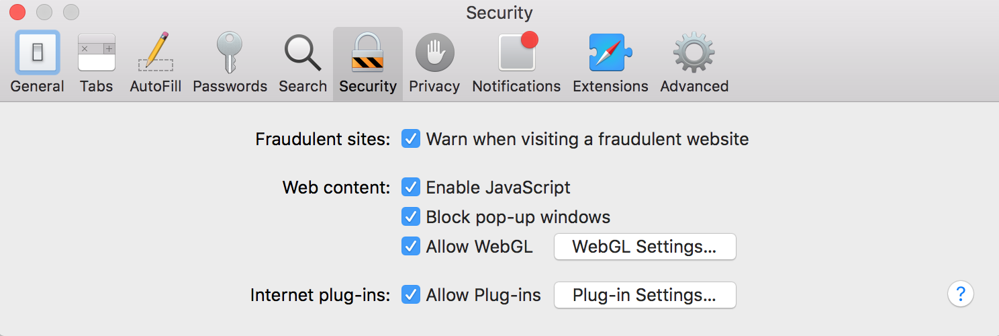 Security
General Tabs AutoFill Passwords Search Security Privacy Notifications Extensions Advanced
Fraudulent sites: Warn when visiting a fraudulent website
Web content: Enable JavaScript
Block pop-up windows
Allow WebGL WebGL Settings...
Internet plug-ins: Allow Plug-ins Plug-in Settings...
?